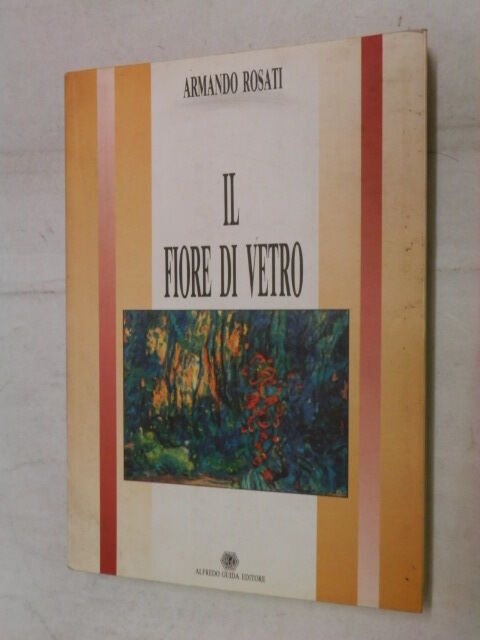 ARMANDO ROSATI
IL
FIORE DI VETRO
ALFREDO GUIDA EDITORE